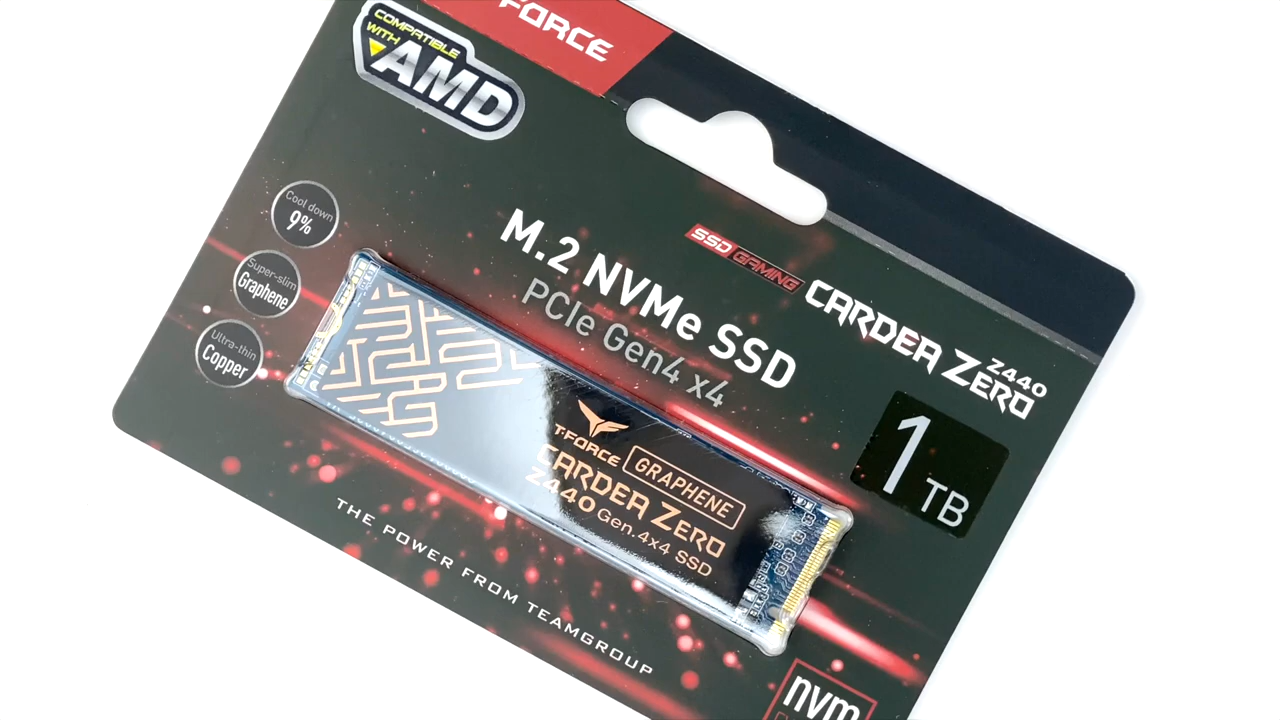 FORCE
COMPATIBLE
WITH
AMD
Cool down
9%
Super-slim
Graphene
Ultra-thin
Copper
SSD GAMING
CARDEA ZERO
Z440
M.2 NVMe SSD
PCIe Gen4 x4
1 TB
T-FORCE
GRAPHENE
CARDEA ZERO
Z440 Gen.4x4 SSD
THE POWER FROM TEAMGROUP
nvm